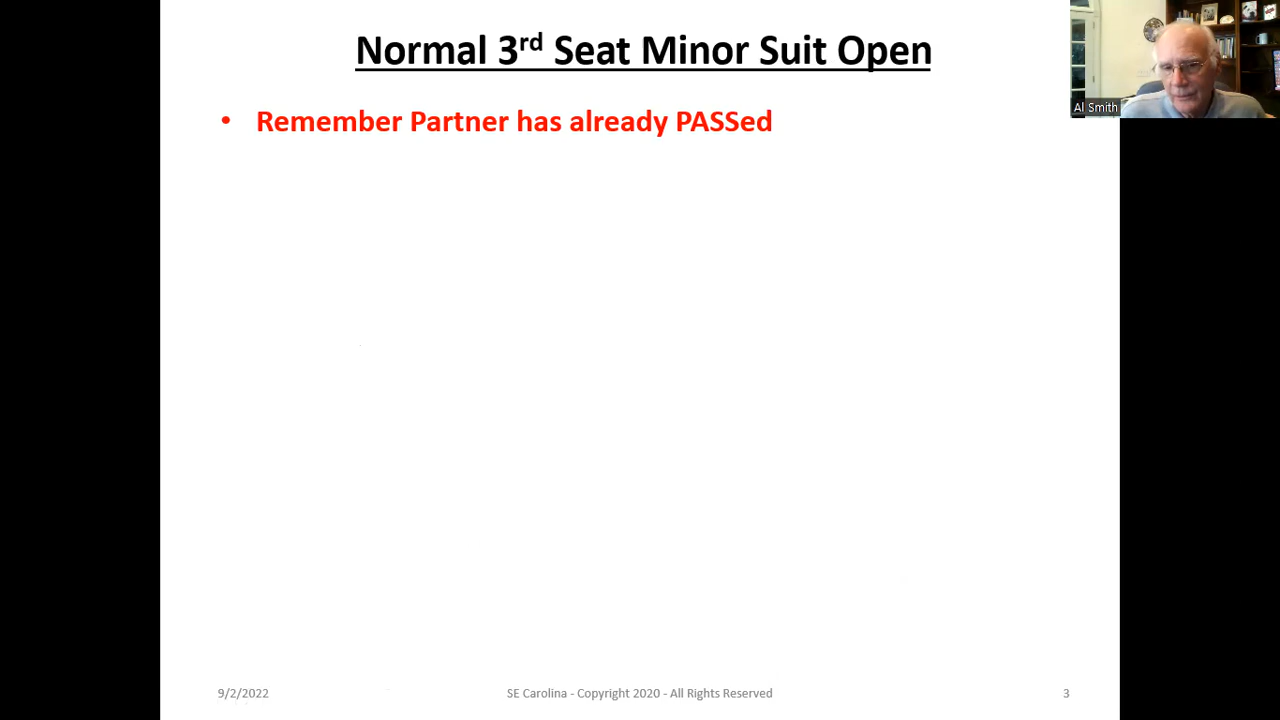 Normal 3rd Seat Minor Suit Open
Al Smith
• Remember Partner has already PASSed
9/2/2022
SE Carolina - Copyright 2020 - All Rights Reserved
3